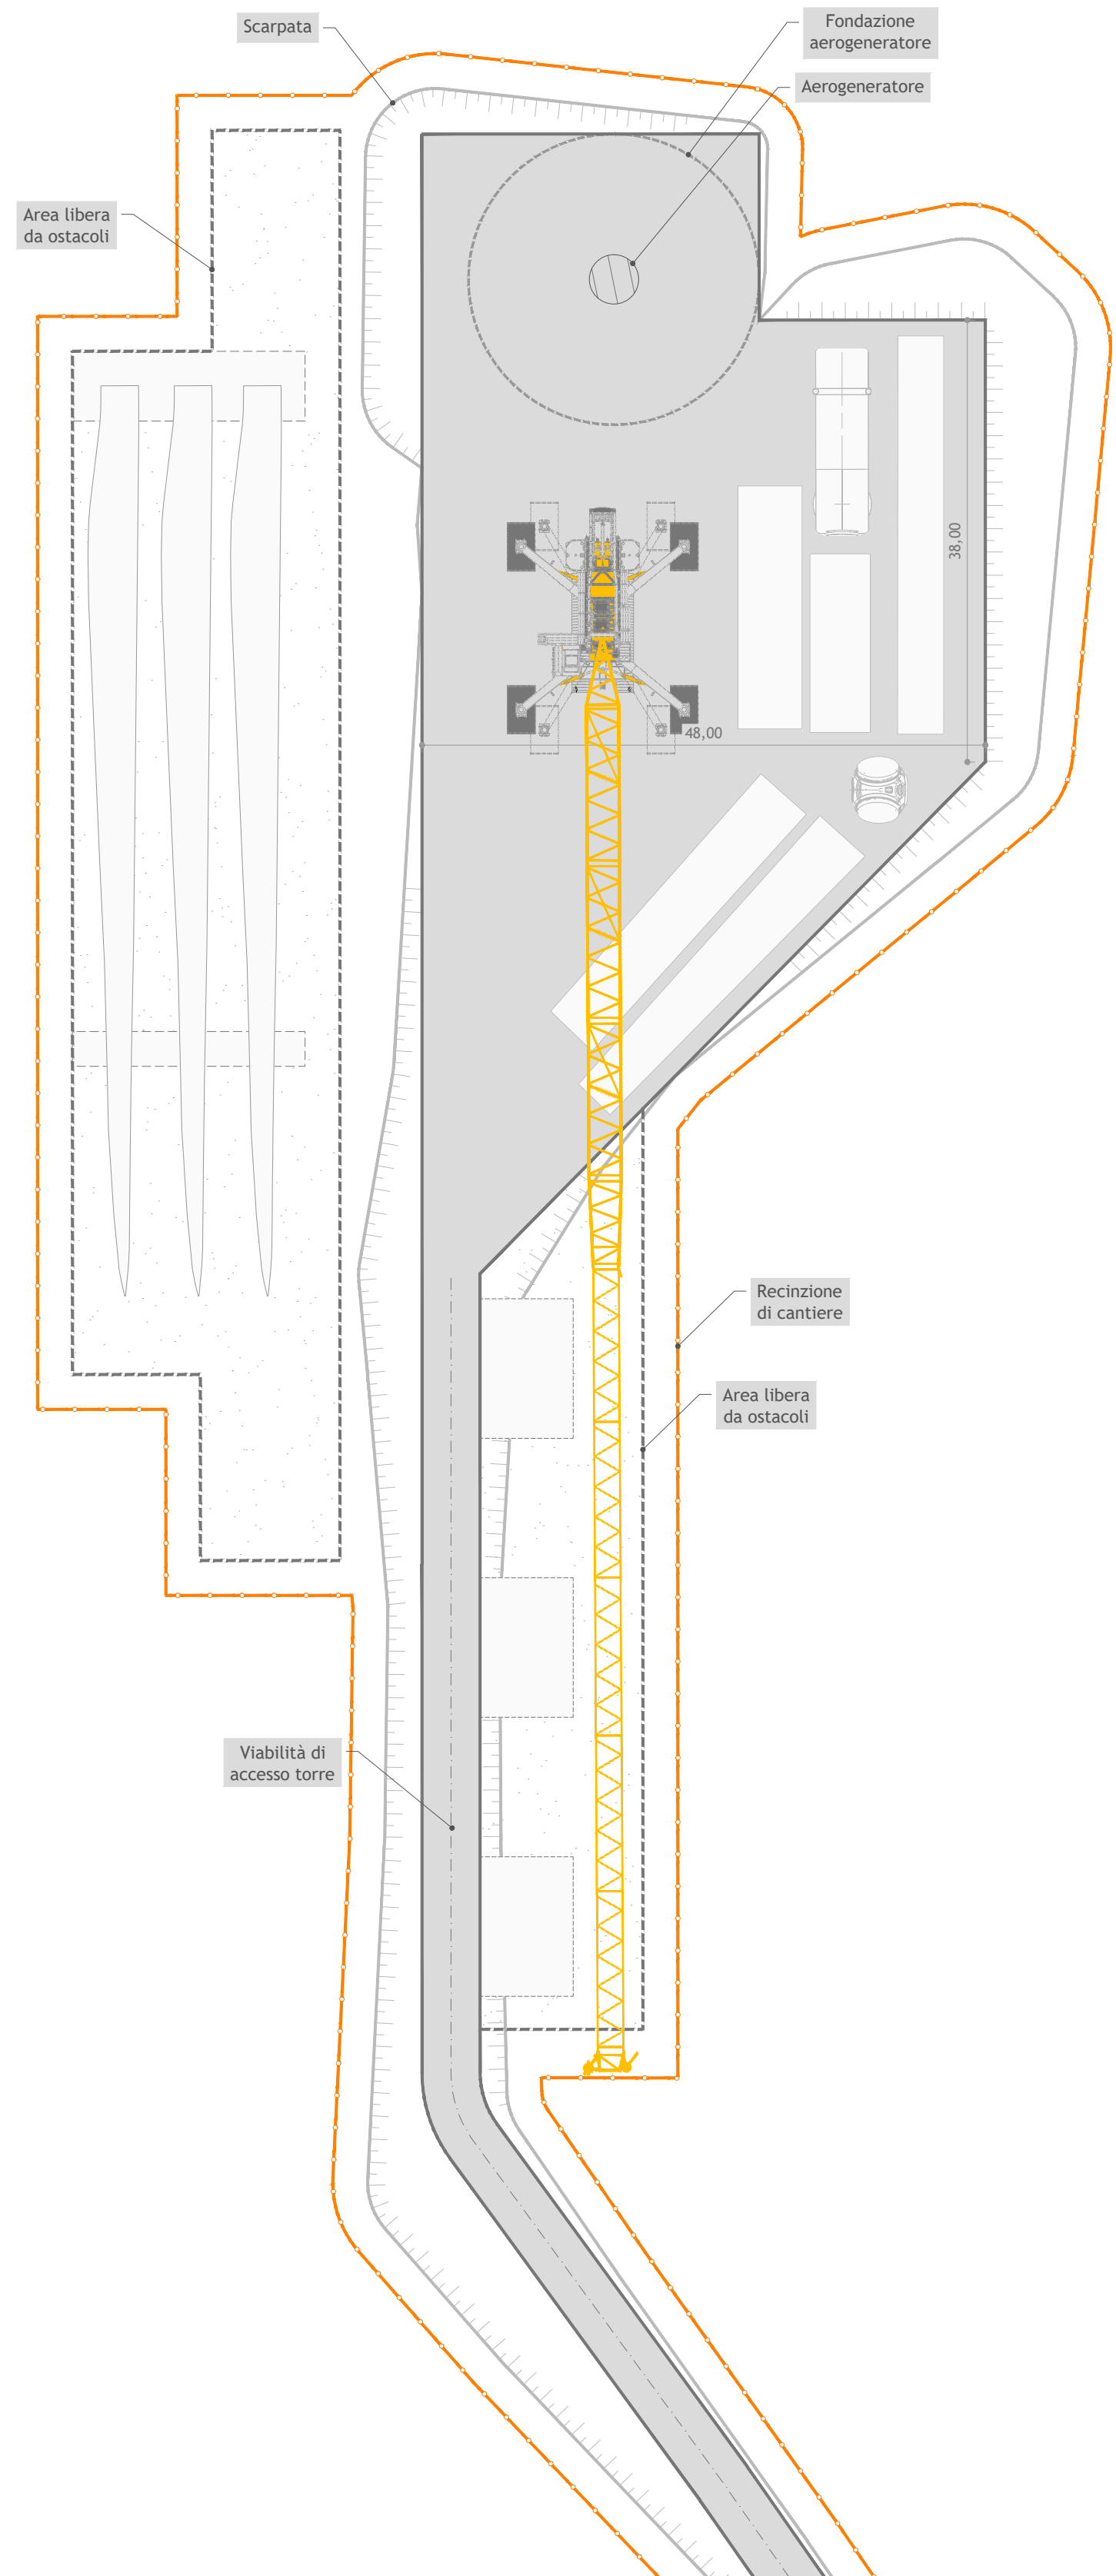 Scarpata
Fondazione
aerogeneratore
Aerogeneratore
Area libera
da ostacoli
38,00
48,00
Recinzione
di cantiere
Area libera
da ostacoli
Viabilità di
accesso torre